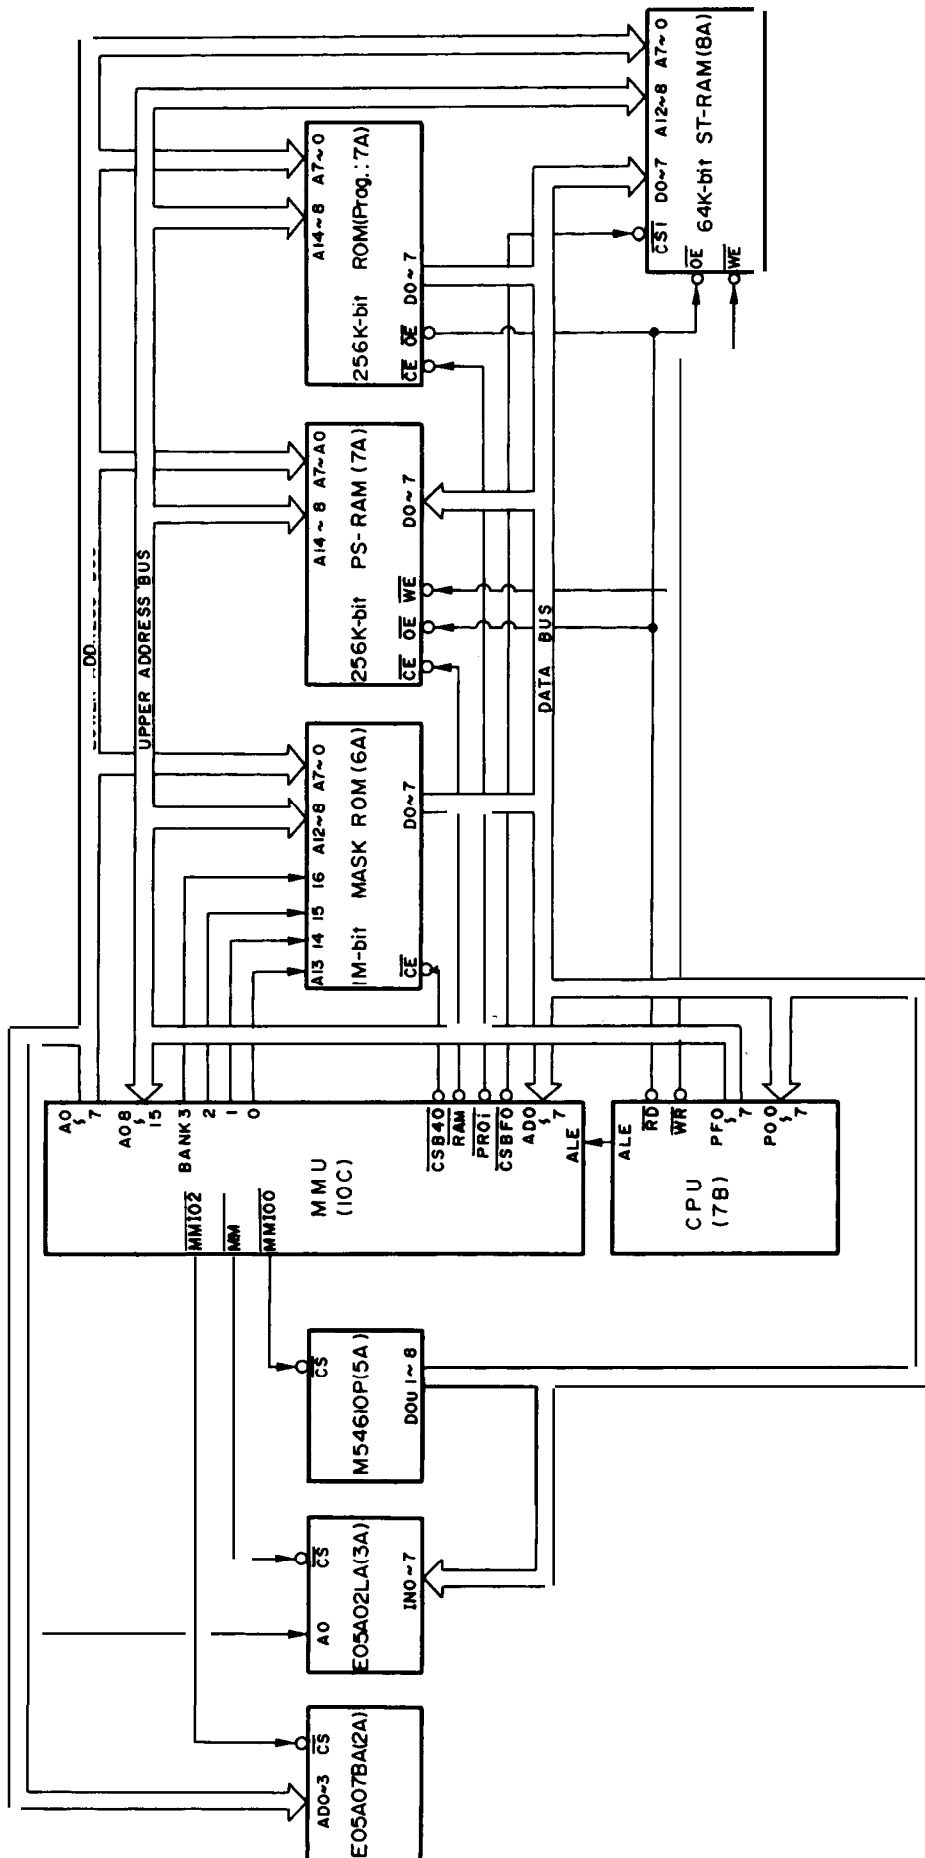 64K-bit ST-RAM(8A)
A7~0
A12~8
D0~7
CS1
OE
WE
256K-bit ROM(Prog.:7A)
A7~0
A14~8
D0~7
OE
CE
256K-bit PS-RAM(7A)
A7~A0
A14~8
D0~7
WE
OE
CE
UPPER ADDRESS BUS
DATA BUS
1M-bit MASK ROM(6A)
A7~0
A12~8
16
15
14
A13
D0~7
CE
MMU
(10C)
A0
7
A08
15
BANK3
2
1
0
CSB40
RAM
PROi
CSBF0
AD0
7
ALE
MMIO2
MM
MMIO0
CPU
(7B)
ALE
RD
WR
PF0
7
P00
7
M54610P(5A)
CS
DOU 1~8
E05A02LA(3A)
CS
A0
IN0~7
E05A07BA(2A)
CS
AD0~3